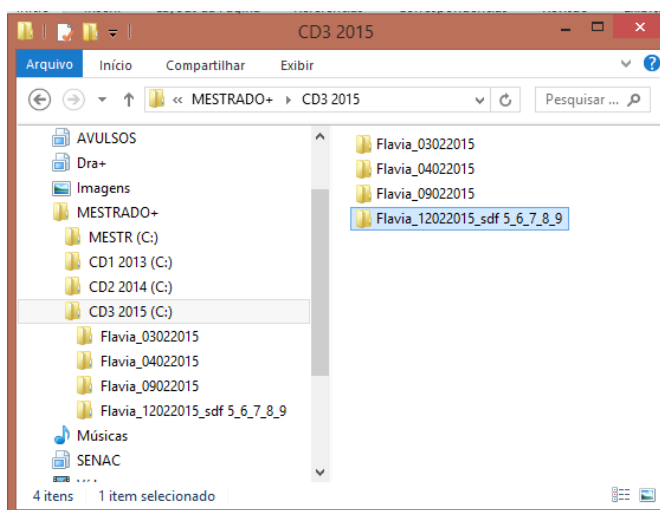 CD3 2015
Arquivo Início Compartilhar Exibir
« MESTRADO+ CD3 2015 Pesquisar ...
AVULSOS
Dra+
Imagens
MESTRADO+
MESTR (C:)
CD1 2013 (C:)
CD2 2014 (C:)
CD3 2015 (C:)
Flavia_03022015
Flavia_04022015
Flavia_09022015
Flavia_12022015_sdf 5_6_7_8_9
Músicas
SENAC
Flavia_03022015
Flavia_04022015
Flavia_09022015
Flavia_12022015_sdf 5_6_7_8_9
4 itens 1 item selecionado